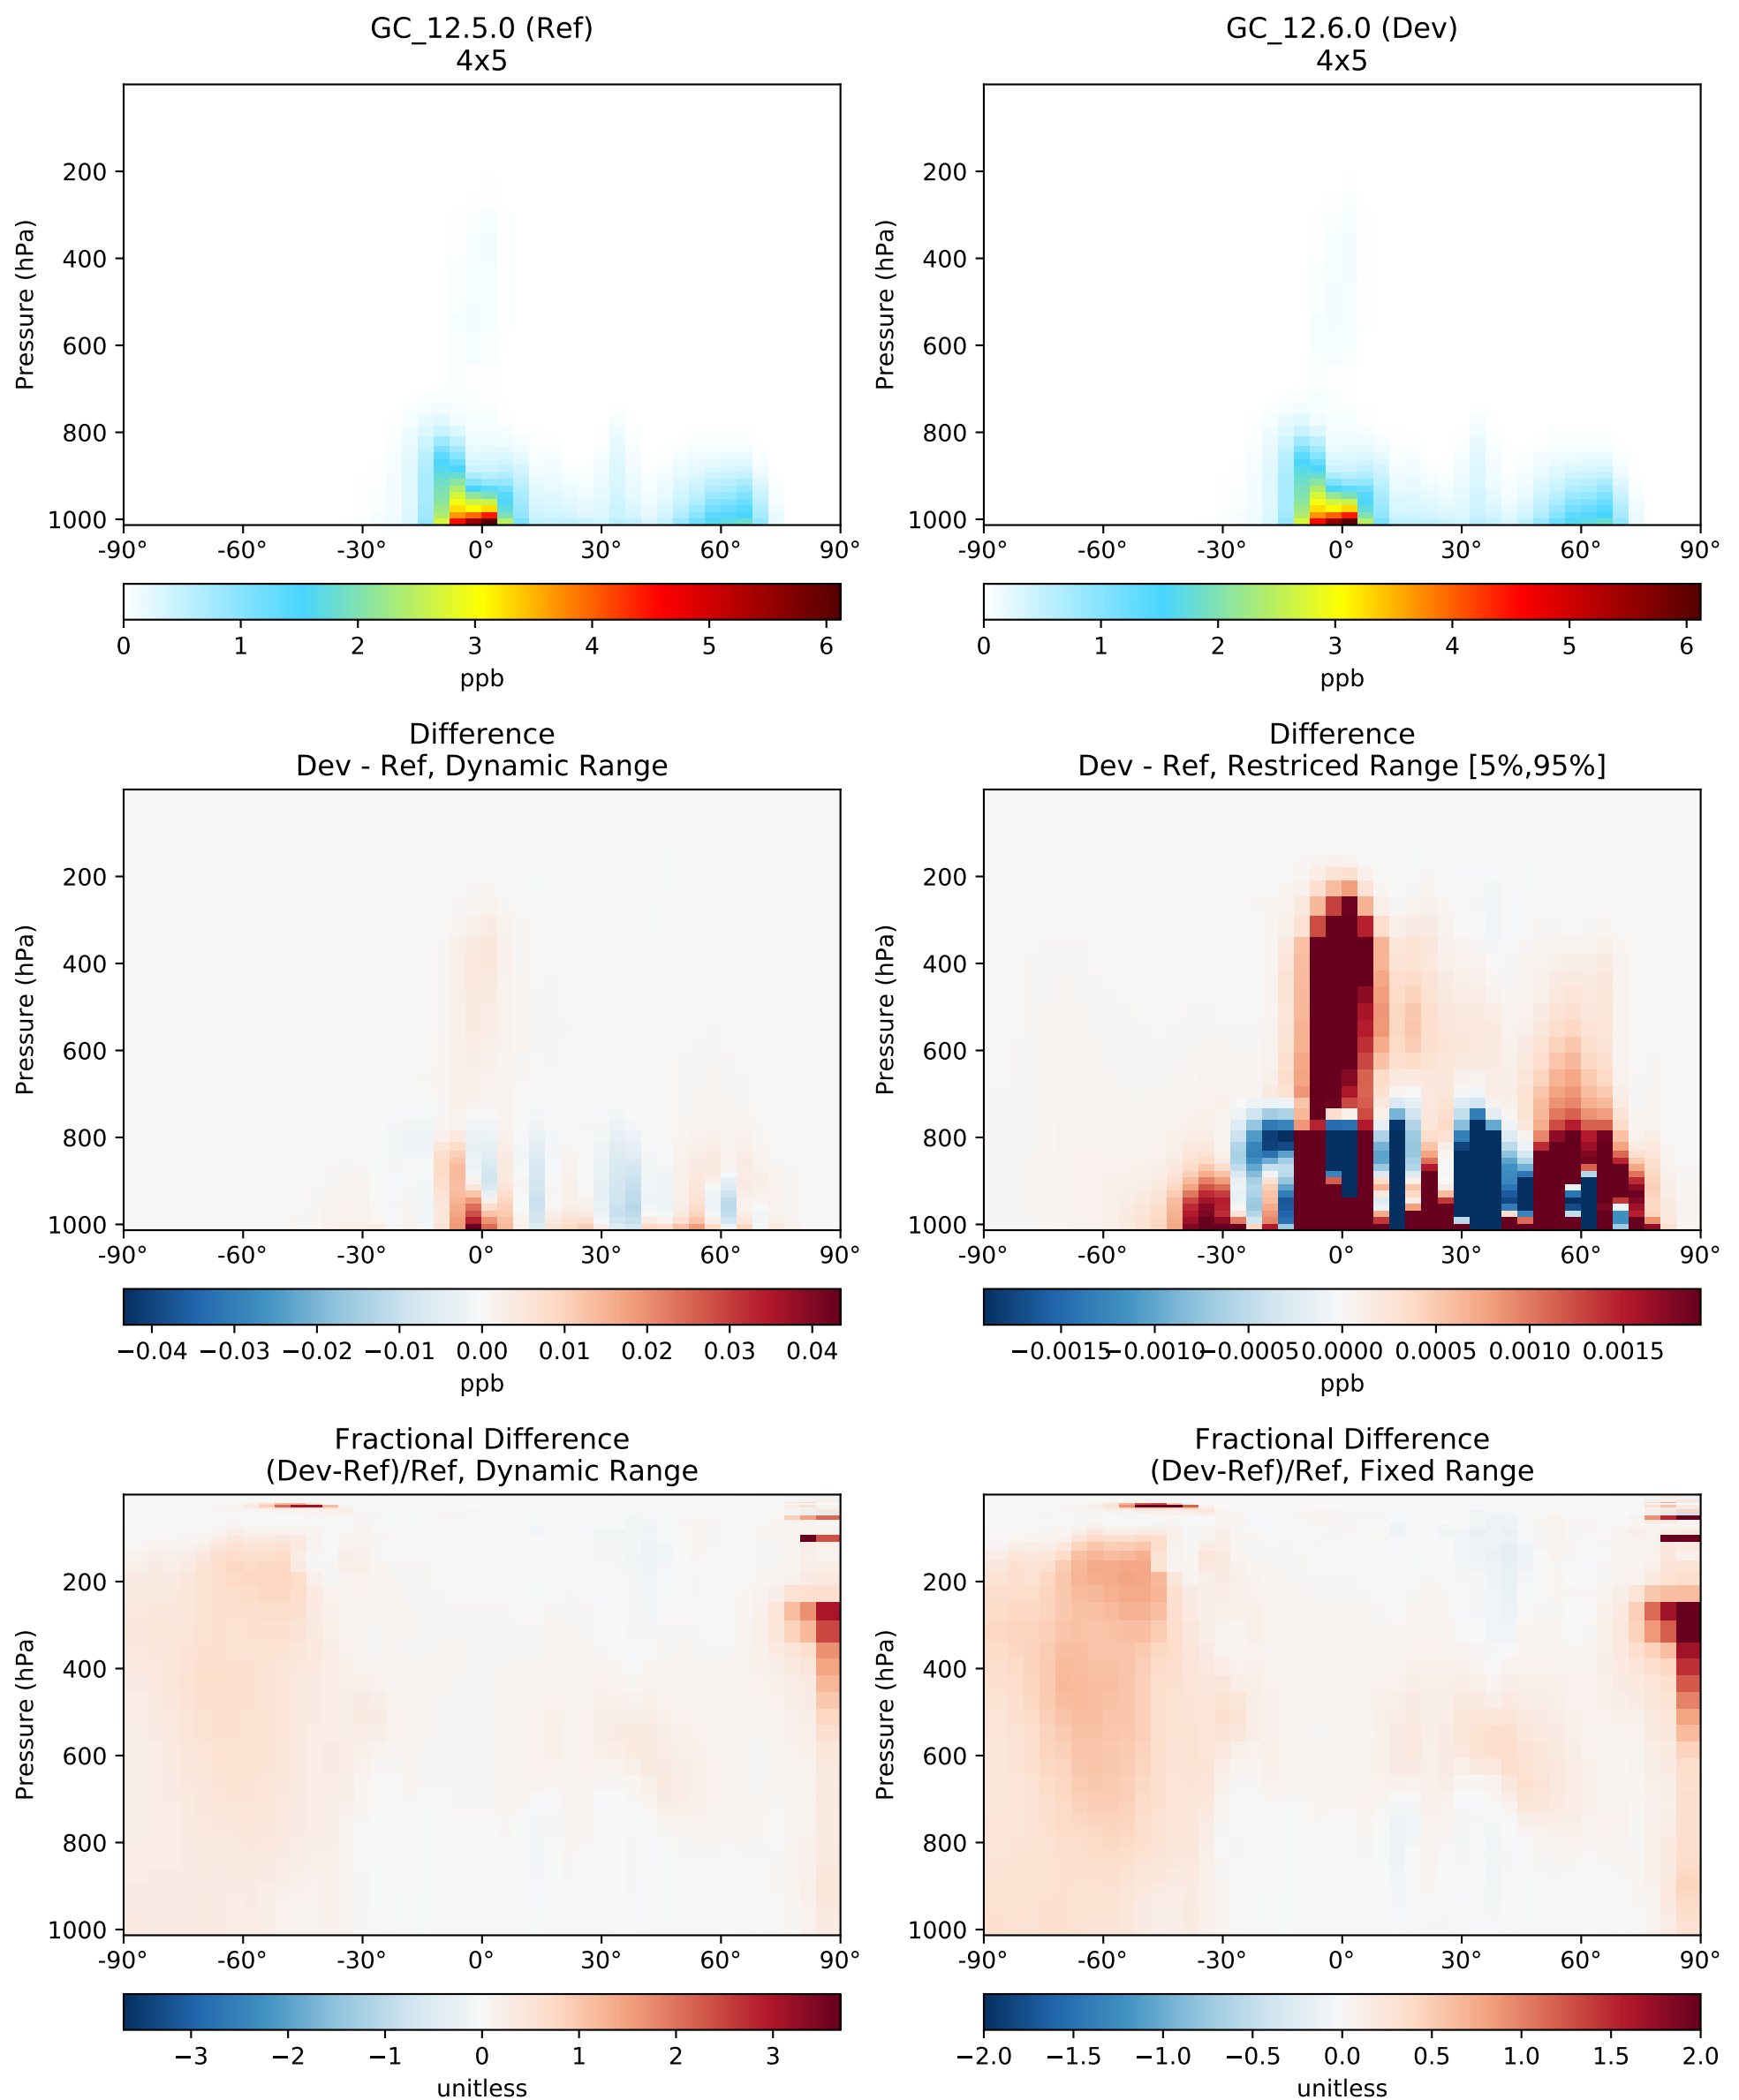 GC_12.5.0 (Ref)
4x5
GC_12.6.0 (Dev)
4x5
Pressure (hPa)
200
400
600
800
1000
-90° -60° -30° 0° 30° 60° 90°
0 1 2 3 4 5 6
ppb
Pressure (hPa)
200
400
600
800
1000
-90° -60° -30° 0° 30° 60° 90°
0 1 2 3 4 5 6
ppb
Difference
Dev - Ref, Dynamic Range
Difference
Dev - Ref, Restriced Range [5%,95%]
Pressure (hPa)
200
400
600
800
1000
-90° -60° -30° 0° 30° 60° 90°
−0.04 −0.03 −0.02 −0.01 0.00 0.01 0.02 0.03 0.04
ppb
Pressure (hPa)
200
400
600
800
1000
-90° -60° -30° 0° 30° 60° 90°
−0.0015 −0.0010 −0.0005 0.0000 0.0005 0.0010 0.0015
ppb
Fractional Difference
(Dev-Ref)/Ref, Dynamic Range
Fractional Difference
(Dev-Ref)/Ref, Fixed Range
Pressure (hPa)
200
400
600
800
1000
-90° -60° -30° 0° 30° 60° 90°
−3 −2 −1 0 1 2 3
unitless
Pressure (hPa)
200
400
600
800
1000
-90° -60° -30° 0° 30° 60° 90°
−2.0 −1.5 −1.0 −0.5 0.0 0.5 1.0 1.5 2.0
unitless